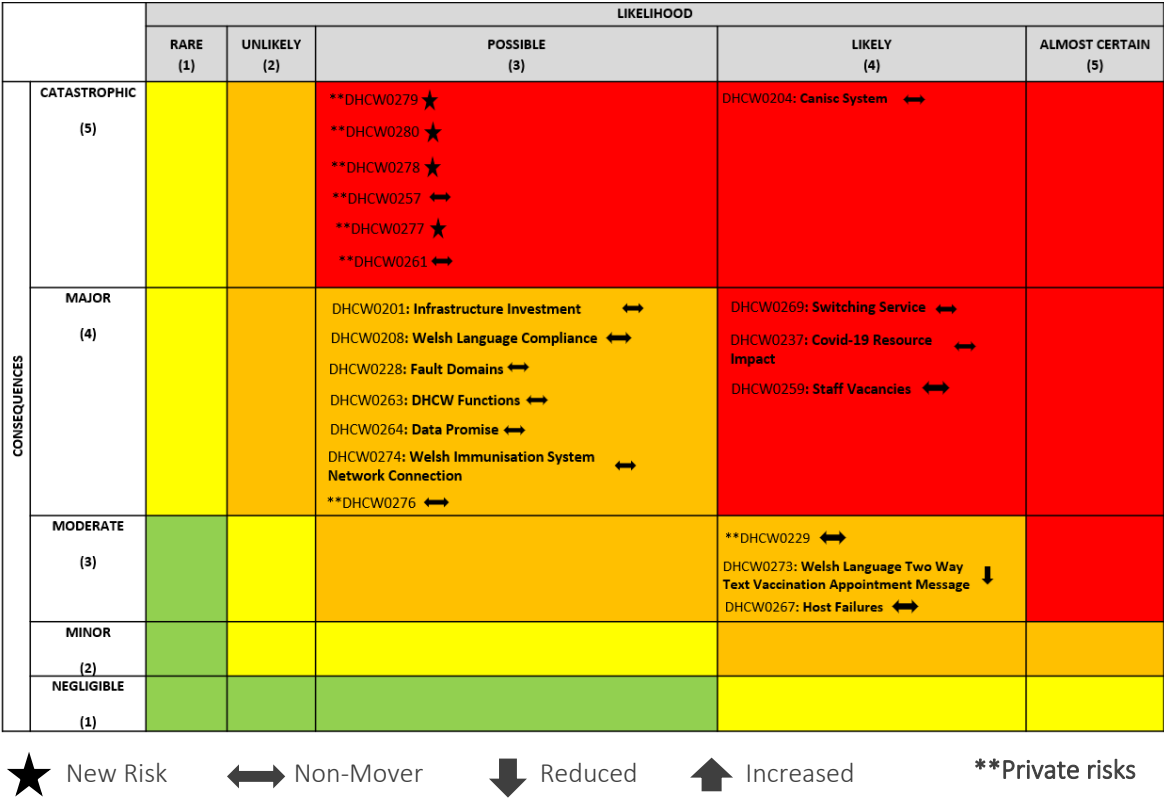 LIKELIHOOD
RARE
(1)
UNLIKELY
(2)
POSSIBLE
(3)
LIKELY
(4)
ALMOST CERTAIN
(5)
CONSEQUENCES
CATASTROPHIC
(5)
**DHCW0279
**DHCW0280
**DHCW0278
**DHCW0257
**DHCW0277
**DHCW0261
DHCW0204: Canisc System
MAJOR
(4)
DHCW0201: Infrastructure Investment
DHCW0208: Welsh Language Compliance
DHCW0228: Fault Domains
DHCW0263: DHCW Functions
DHCW0264: Data Promise
DHCW0274: Welsh Immunisation System
Network Connection
**DHCW0276
DHCW0269: Switching Service
DHCW0237: Covid-19 Resource
Impact
DHCW0259: Staff Vacancies
MODERATE
(3)
**DHCW0229
DHCW0273: Welsh Language Two Way
Text Vaccination Appointment Message
DHCW0267: Host Failures
MINOR
(2)
NEGLIGIBLE
(1)
New Risk
Non-Mover
Reduced
Increased
**Private risks